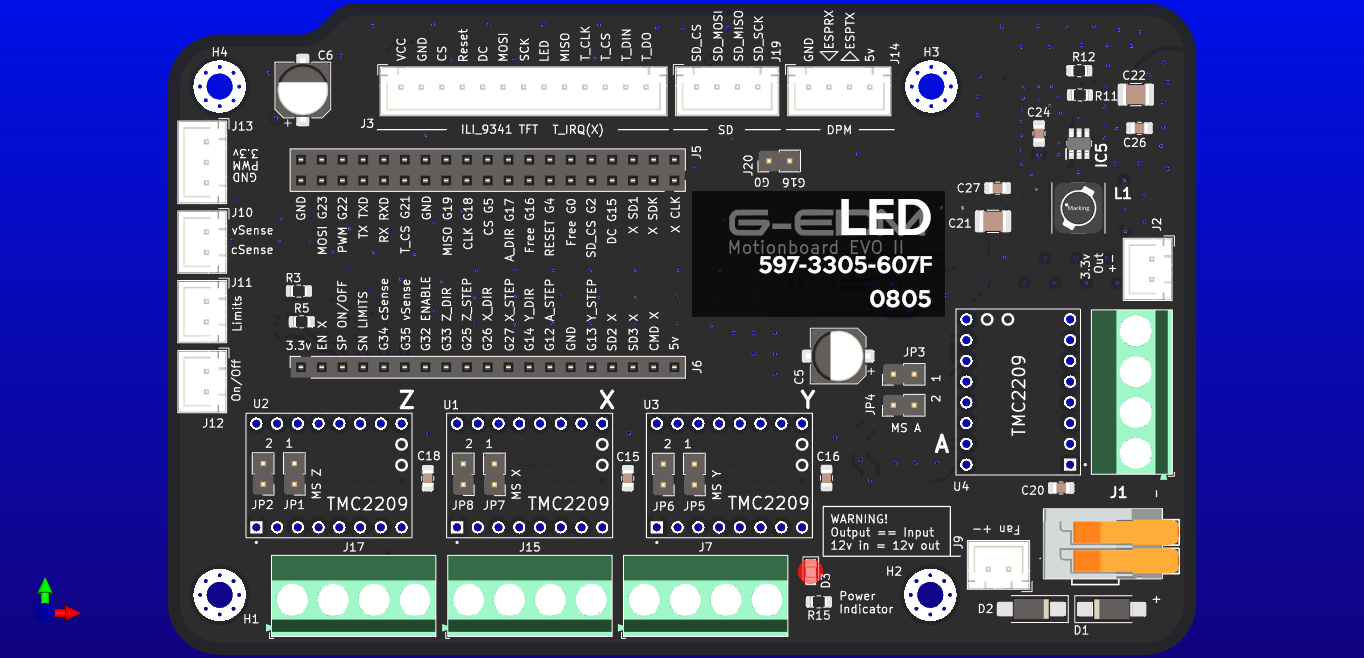 H4
C6
VCC
GND
CS
Reset
DC
MOSI
SCK
LED
MISO
T_CLK
T_CS
T_DIN
T_DO
SD_CS
SD_MOSI
SD_MISO
SD_SCK
J19
GND
ESPRX
ESPTX
5v
J14
H3
R12
C22
R11
C24
C26
IC5
J3
ILI_9341 TFT T_IRQ(X)
SD
DPM
J13
3.3v
PWM
GND
J5
J20
G0 G16
C27
L1
Marking
C21
J2
J10
vSense
cSense
GND
MOSI G23
PWM G22
TX TXD
RX RXD
T_CS G21
GND
MISO G19
CLK G18
CS G5
A_DIR G17
Free G16
RESET G4
Free G0
SD_CS G2
DC G15
X SD1
X SDK
X CLK
G-EDM
Motionboard EVO II
LED
597-3305-607F
0805
3.3v
Out
+-
J11
Limits
R3
R5
3.3v
EN X
SP ON/OFF
SN LIMITS
G34 cSense
G35 vSense
G32 ENABLE
G33 Z_DIR
G25 Z_STEP
G26 X_DIR
G27 X_STEP
G14 Y_DIR
G12 A_STEP
GND
G13 Y_STEP
SD2 X
SD3 X
CMD X
5v
J6
On/Off
J12
C5
+
JP3
1
JP4
2
MS A
TMC2209
A
U4
J1
-
C20
U2
Z
U1
X
U3
Y
2 1
MS Z
JP2 JP1
TMC2209
C18
2 1
MS X
JP8 JP7
TMC2209
C15
2 1
MS Y
JP6 JP5
TMC2209
C16
J17
J15
J7
WARNING!
Output == Input
12v in = 12v out
J9
Fan +-
H1
D3
R15
Power
Indicator
H2
D2
D1
+